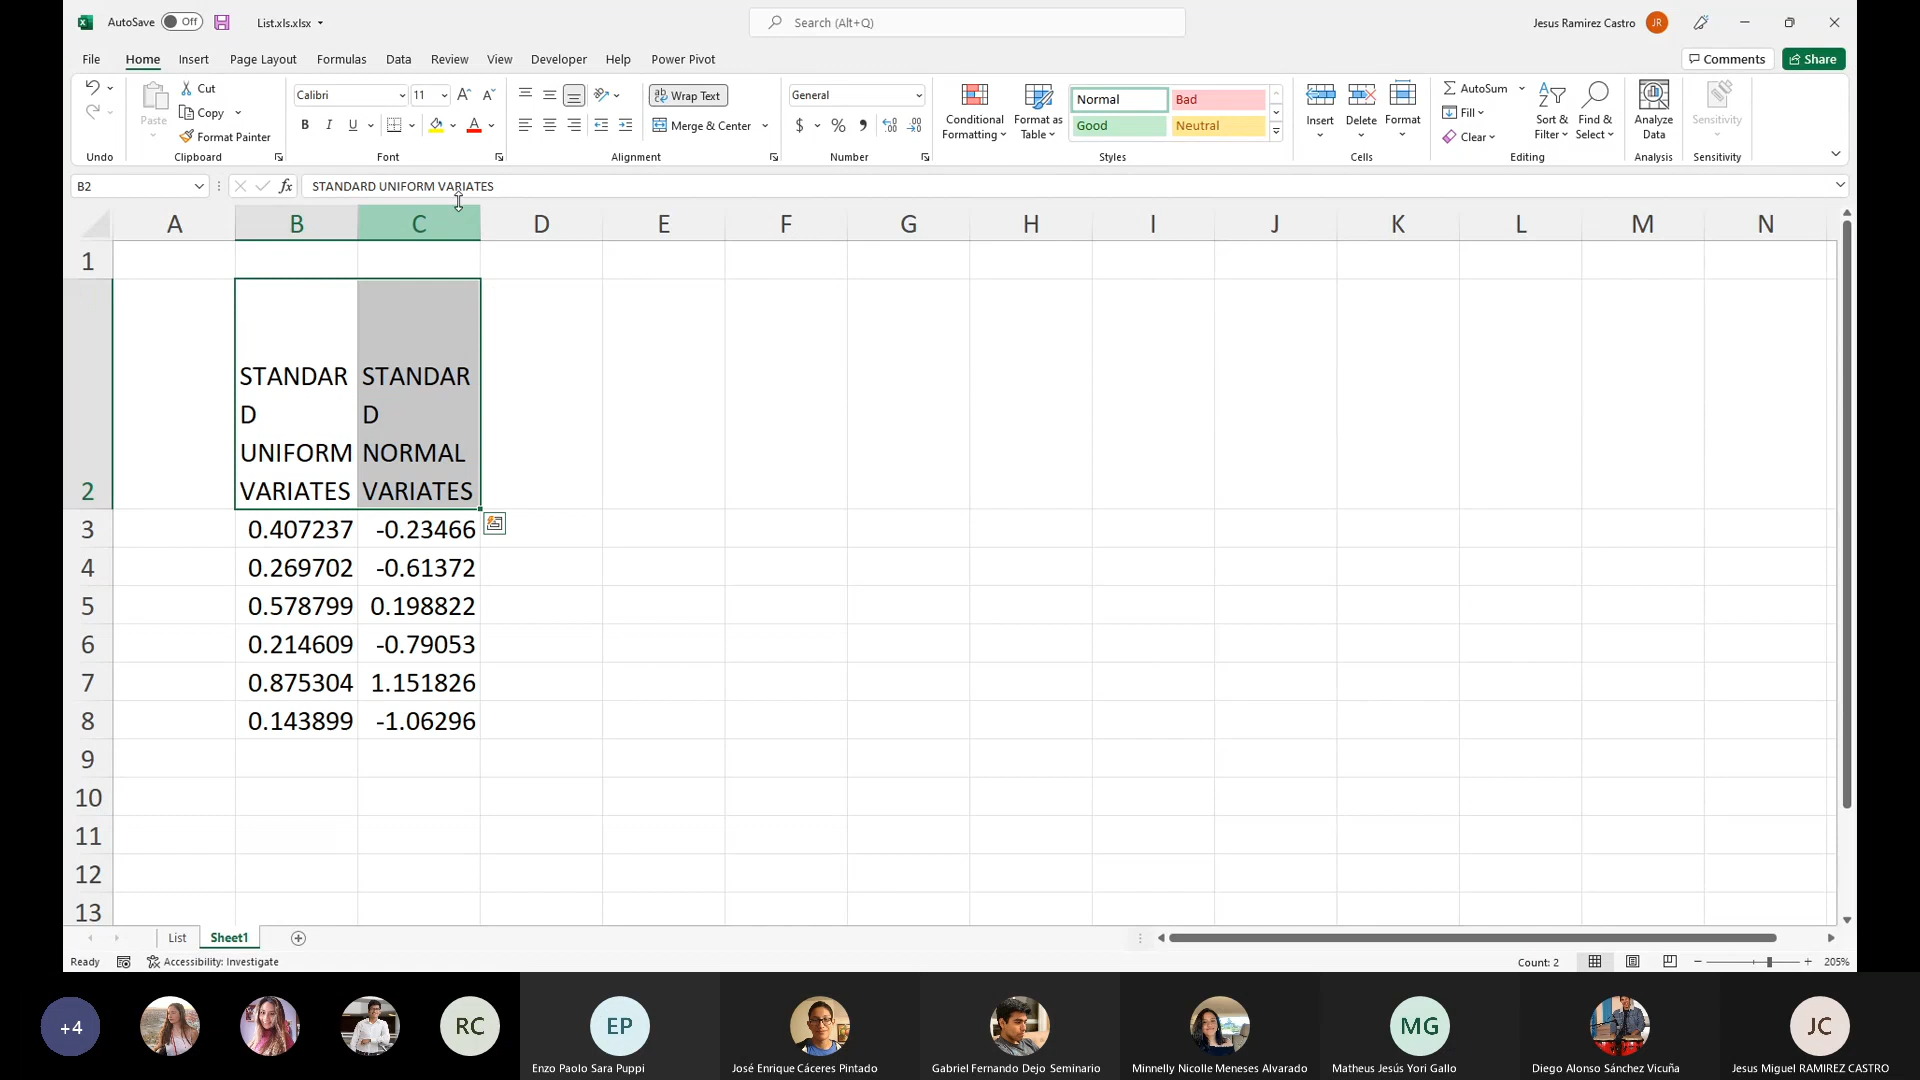 AutoSave Off List.xls.xlsx Search (Alt+Q) Jesus Ramirez Castro JR
File Home Insert Page Layout Formulas Data Review View Developer Help Power Pivot Comments Share
Cut Calibri 11 Wrap Text General Normal Bad AutoSum
Paste Copy B I U Merge & Center $ % Conditional Formatting Format as Table Good Neutral Insert Delete Format Fill Sort & Filter Find & Select Analyze Data Sensitivity
Format Painter Clear
Undo Clipboard Font Alignment Number Styles Cells Editing Analysis Sensitivity
B2 fx STANDARD UNIFORM VARIATES
A B C D E F G H I J K L M N
1
STANDAR STANDAR
D D
UNIFORM NORMAL
2 VARIATES VARIATES
3 0.407237 -0.23466
4 0.269702 -0.61372
5 0.578799 0.198822
6 0.214609 -0.79053
7 0.875304 1.151826
8 0.143899 -1.06296
9
10
11
12
13
List Sheet1
Ready Accessibility: Investigate Count: 2 205%
+4 RC EP MG JC
Enzo Paolo Sara Puppi José Enrique Cáceres Pintado Gabriel Fernando Dejo Seminario Minnelly Nicolle Meneses Alvarado Matheus Jesús Yori Gallo Diego Alonso Sánchez Vicuña Jesus Miguel RAMIREZ CASTRO